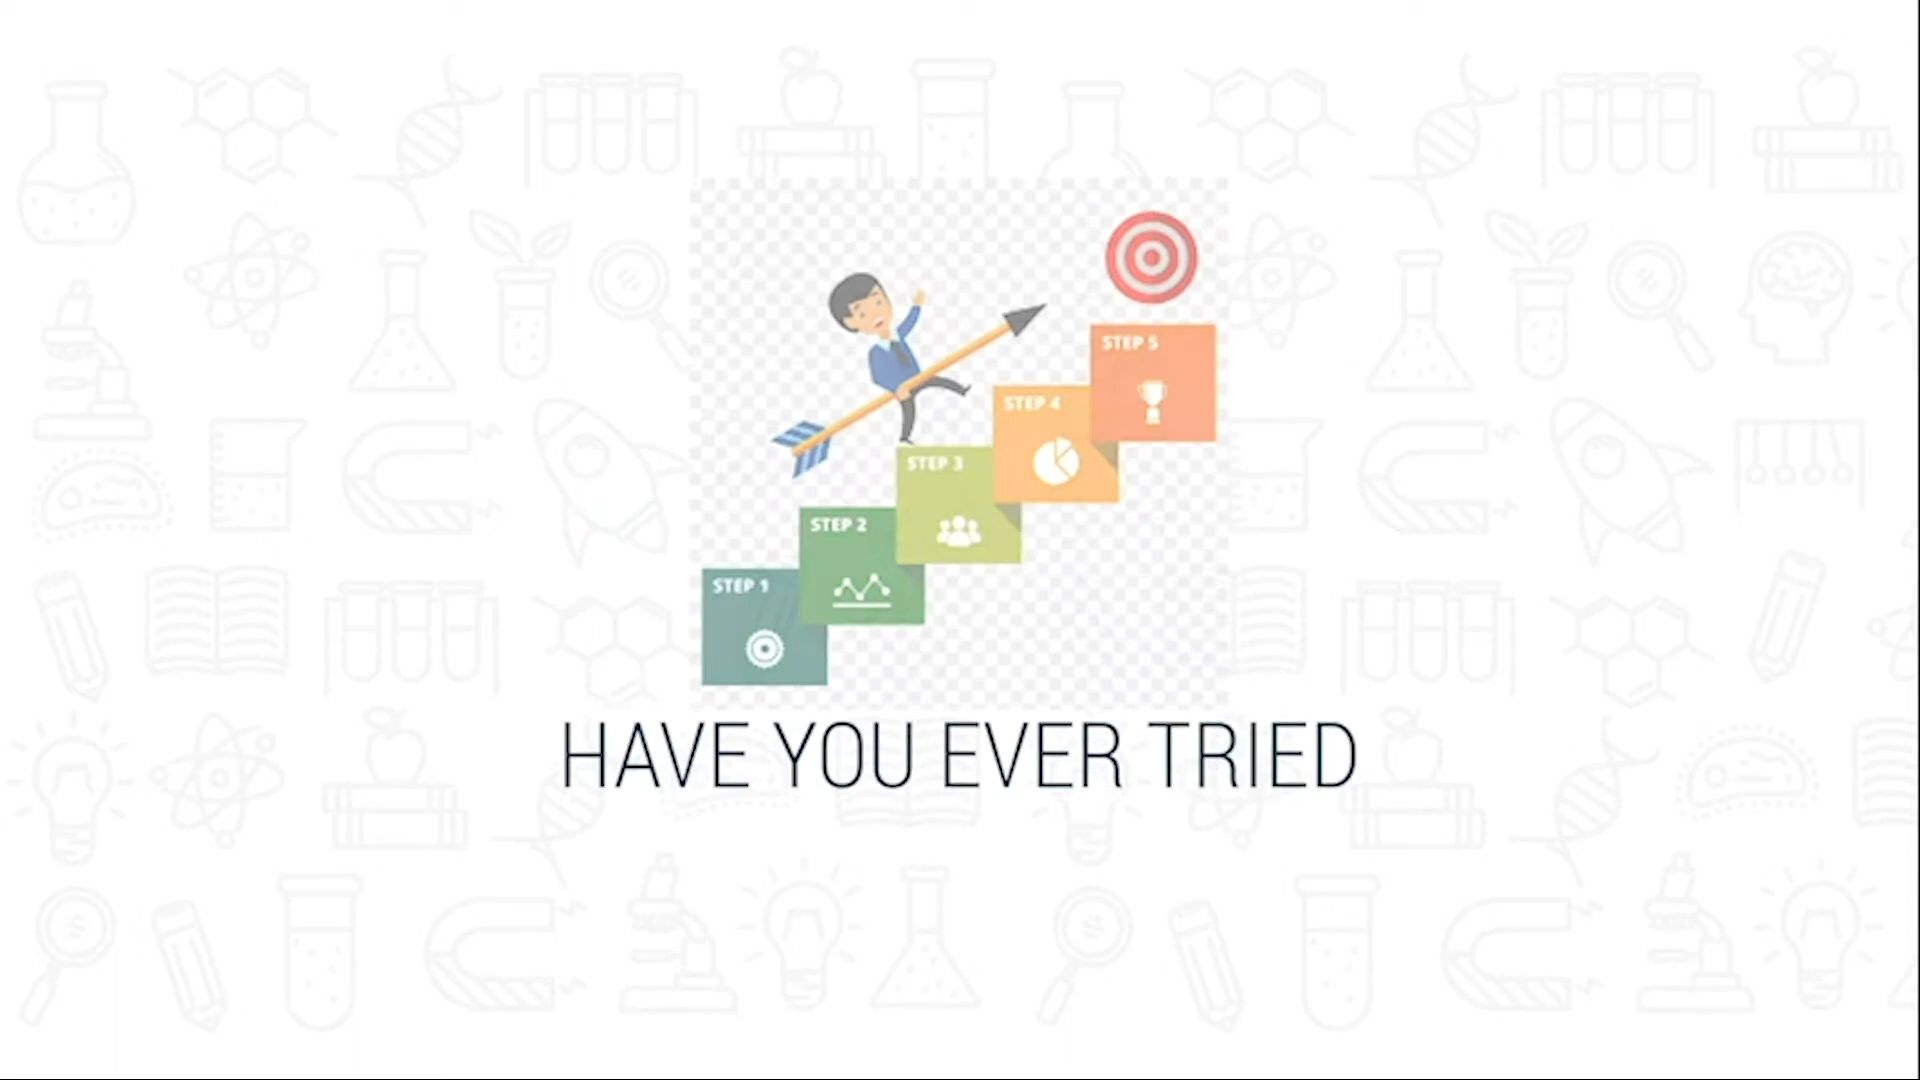 STEP 5
STEP 4
STEP 3
STEP 2
STEP 1
HAVE YOU EVER TRIED